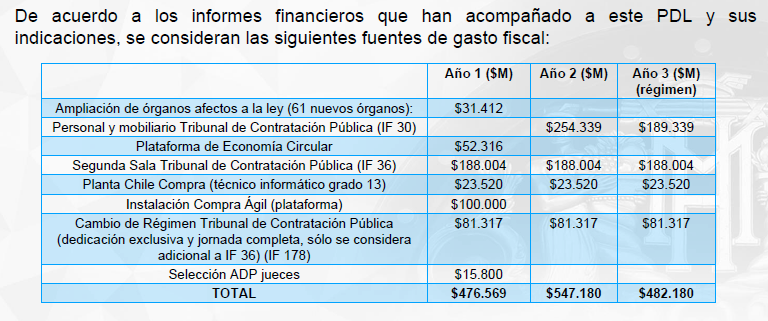 De acuerdo a los informes financieros que han acompañado a este PDL y sus
indicaciones, se consideran las siguientes fuentes de gasto fiscal:
Año 1 ($M) Año 2 ($M) Año 3 ($M)
(régimen)
Ampliación de órganos afectos a la ley (61 nuevos órganos): $31.412
Personal y mobiliario Tribunal de Contratación Pública (IF 30) $254.339 $189.339
Plataforma de Economía Circular $52.316
Segunda Sala Tribunal de Contratación Pública (IF 36) $188.004 $188.004 $188.004
Planta Chile Compra (técnico informático grado 13) $23.520 $23.520 $23.520
Instalación Compra Ágil (plataforma) $100.000
Cambio de Régimen Tribunal de Contratación Pública $81.317 $81.317 $81.317
(dedicación exclusiva y jornada completa, sólo se considera
adicional a IF 36) (IF 178)
Selección ADP jueces $15.800
TOTAL $476.569 $547.180 $482.180